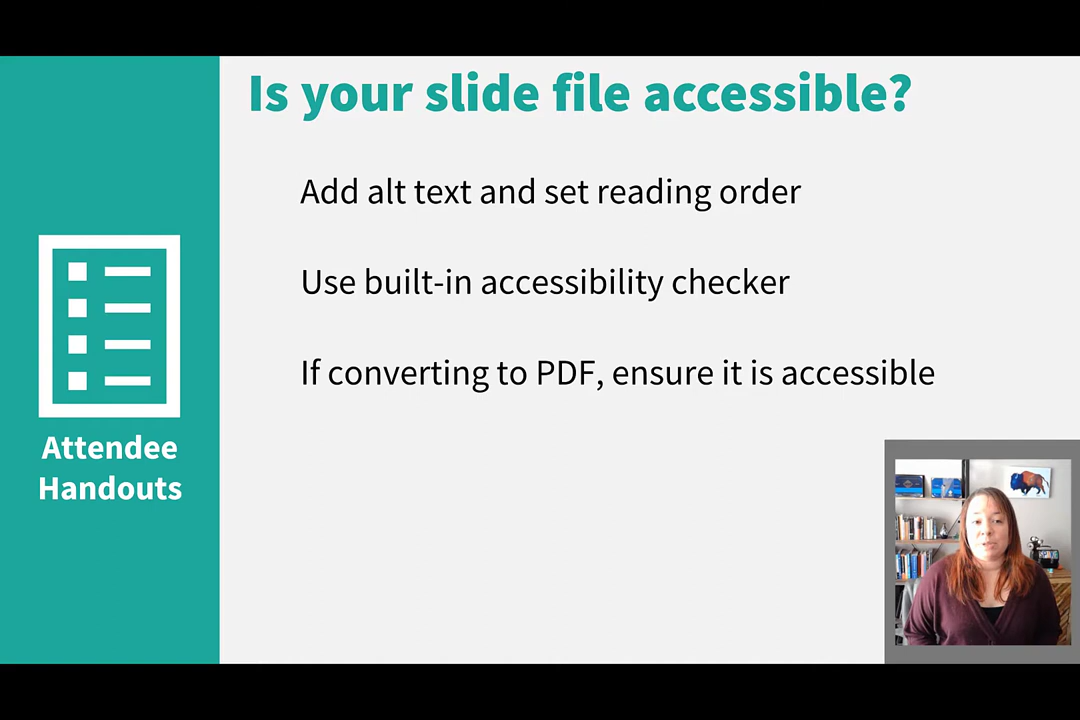 Is your slide file accessible?
Add alt text and set reading order
Use built-in accessibility checker
If converting to PDF, ensure it is accessible
Attendee
Handouts